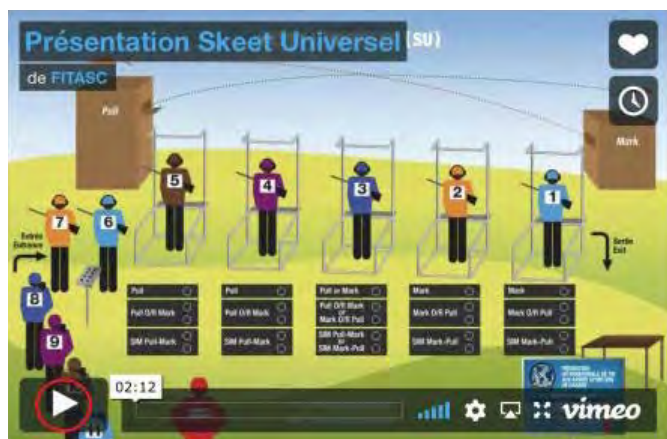 Présentation Skeet Universel (SU)
de FITASC
Pull
Mark
5
4
3
2
1
7
6
Entrée
Entrance
Sortie
Exit
8
9
Pull
Pull O/R Mark
SIM Pull-Mark
Pull
Pull O/R Mark
SIM Pull-Mark
Pull or Mark
Pull O/R Mark
or
Mark O/R Pull
SIM Pull-Mark
or
SIM Mark-Pull
Mark
Mark O/R Pull
SIM Mark-Pull
Mark
Mark O/R Pull
SIM Mark-Pull
02:12
11
vimeo